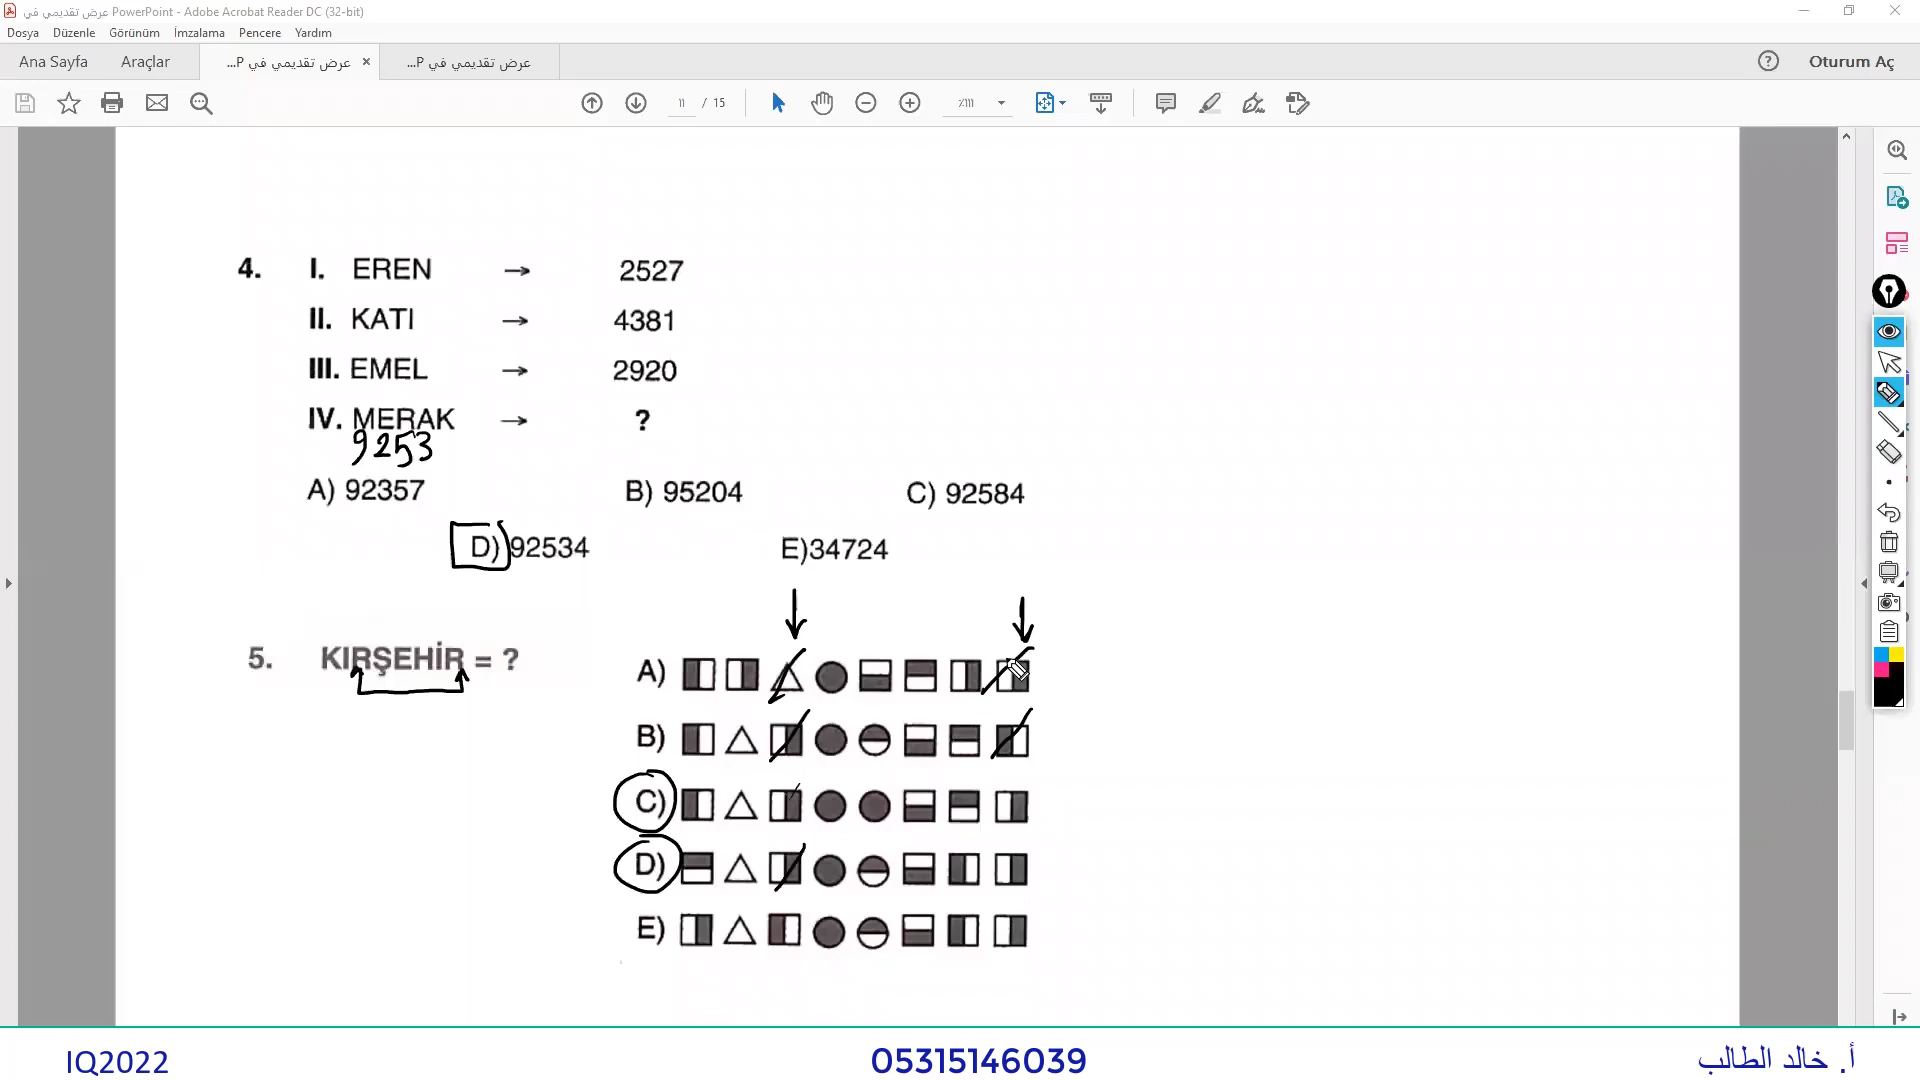 عرض تقديمي في PowerPoint - Adobe Acrobat Reader DC (32-bit)
Dosya Düzenle Görünüm İmzalama Pencere Yardım
Ana Sayfa Araçlar عرض تقديمي في P... × عرض تقديمي في P... Oturum Aç
١١ / 15 ٪١١١
4. I. EREN → 2527
II. KATI → 4381
III. EMEL → 2920
IV. MERAK → ?
9253
A) 92357 B) 95204 C) 92584
D) 92534 E)34724
5. KIRŞEHİR = ? A)
B)
C)
D)
E)
IQ2022 05315146039 أ. خالد الطالب